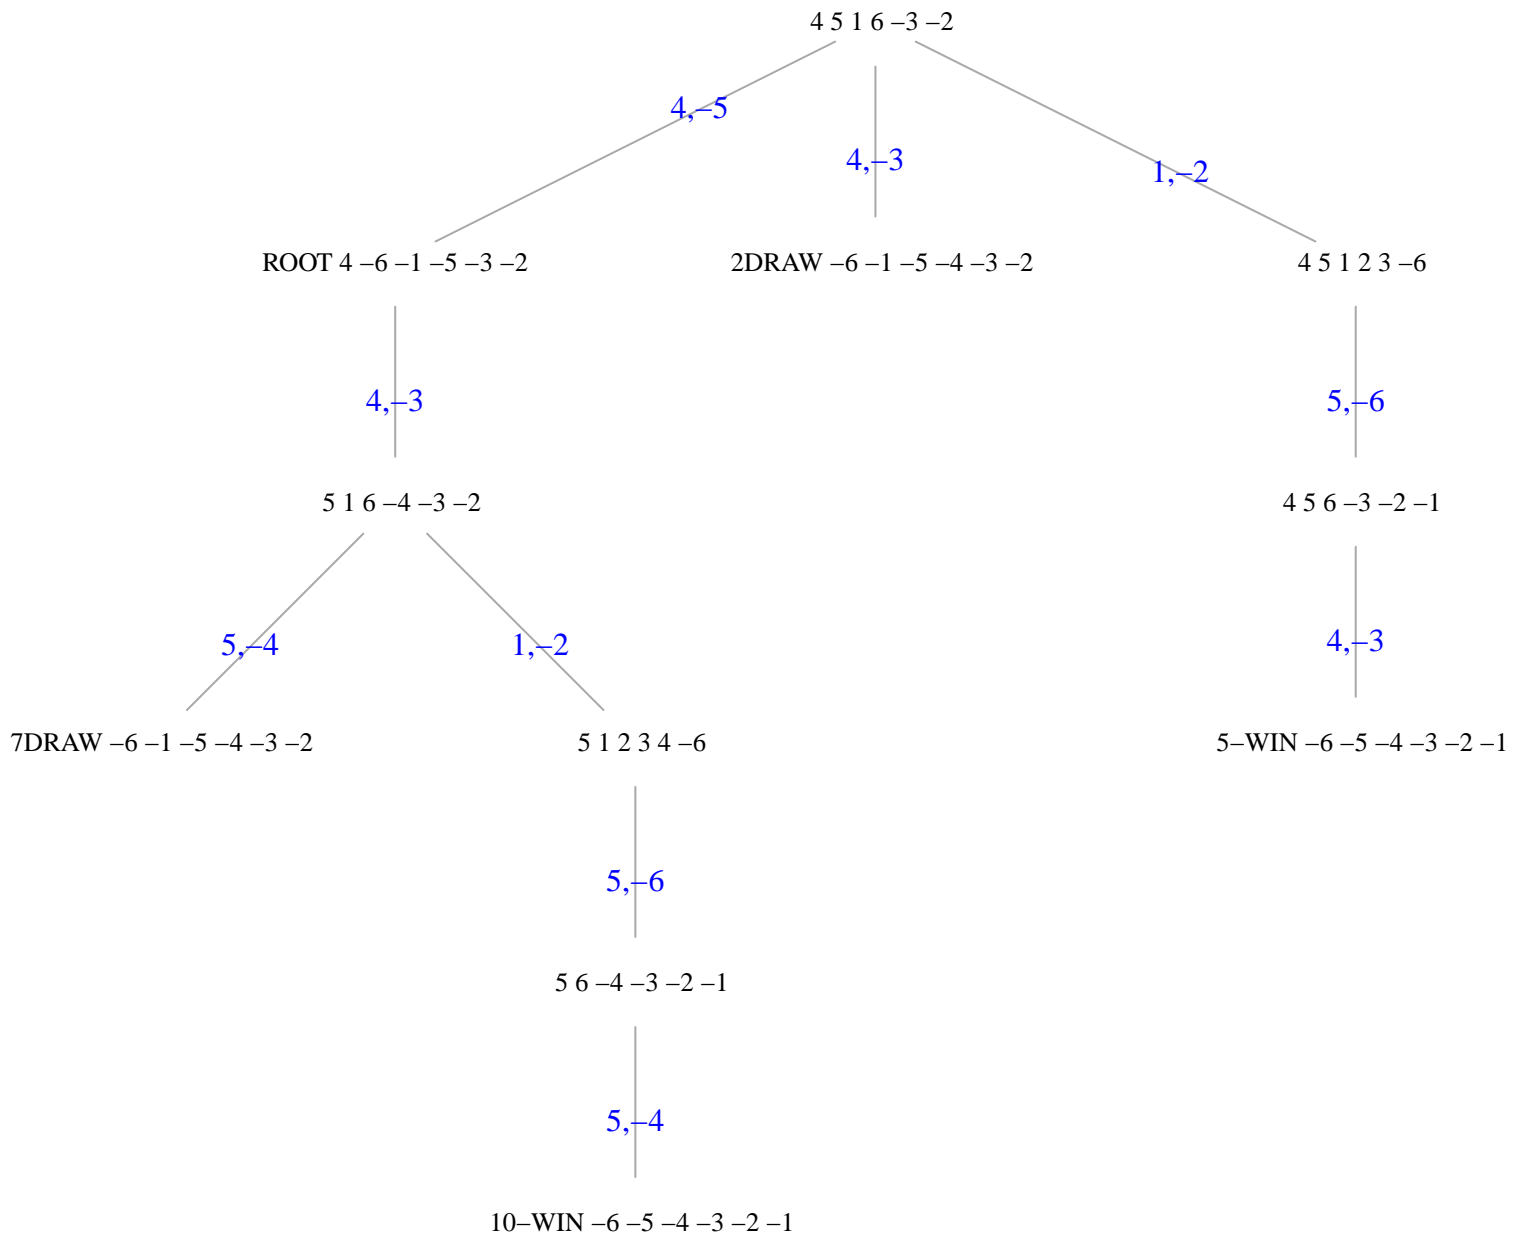 4 5 1 6 –3 –2
4,–5
4,–3
1,–2
ROOT 4 –6 –1 –5 –3 –2
2DRAW –6 –1 –5 –4 –3 –2
4 5 1 2 3 –6
4,–3
5,–6
5 1 6 –4 –3 –2
4 5 6 –3 –2 –1
5,–4
1,–2
4,–3
7DRAW –6 –1 –5 –4 –3 –2
5 1 2 3 4 –6
5–WIN –6 –5 –4 –3 –2 –1
5,–6
5 6 –4 –3 –2 –1
5,–4
10–WIN –6 –5 –4 –3 –2 –1